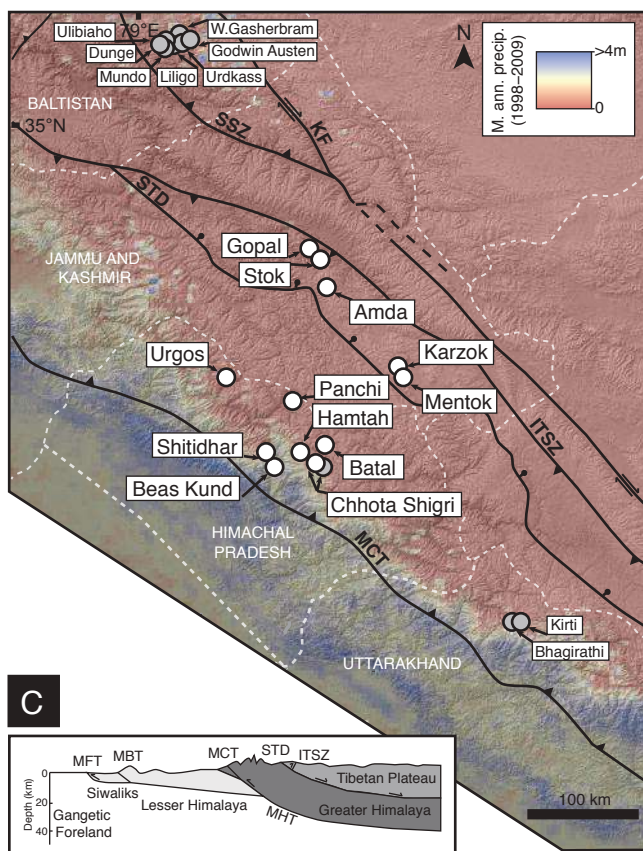 Ulibiaho
79°E
W.Gasherbram
Dunge
Godwin Austen
Mundo
Liligo
Urdkass
N
>4m
0
M. ann. precip.
(1998–2009)
BALTISTAN
35°N
SSZ
KF
STD
JAMMU AND
KASHMIR
Gopal
Stok
Amda
Urgos
Karzok
Panchi
Mentok
Hamtah
ITSZ
Shitidhar
Batal
Beas Kund
Chhota Shigri
HIMACHAL
PRADESH
MCT
Kirti
Bhagirathi
UTTARAKHAND
C
100 km
MFT
MBT
MCT
STD
ITSZ
Depth (km)
0
20
40
Siwaliks
Gangetic
Foreland
Lesser Himalaya
MHT
Tibetan Plateau
Greater Himalaya